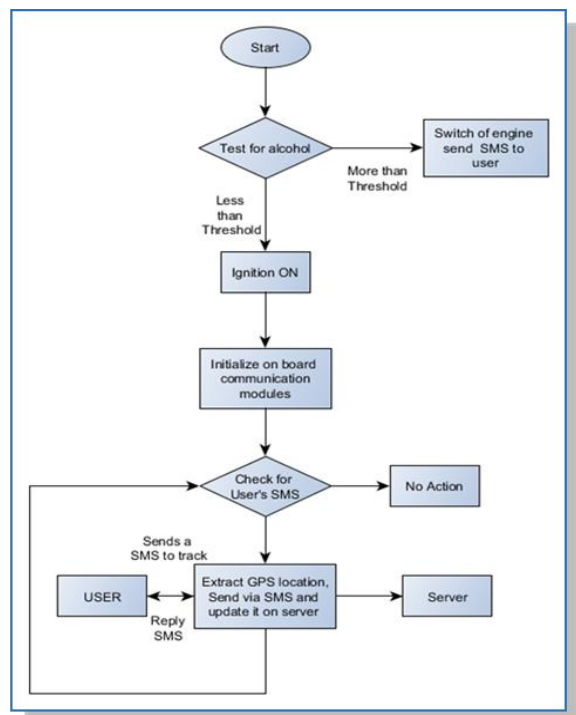 Start
Test for alcohol
Switch of engine
send SMS to
user
More than
Threshold
Less
than
Threshold
Ignition ON
Initialize on board
communication
modules
Check for
User's SMS
No Action
Sends a
SMS to track
USER
Reply
SMS
Extract GPS location,
Send via SMS and
update it on server
Server